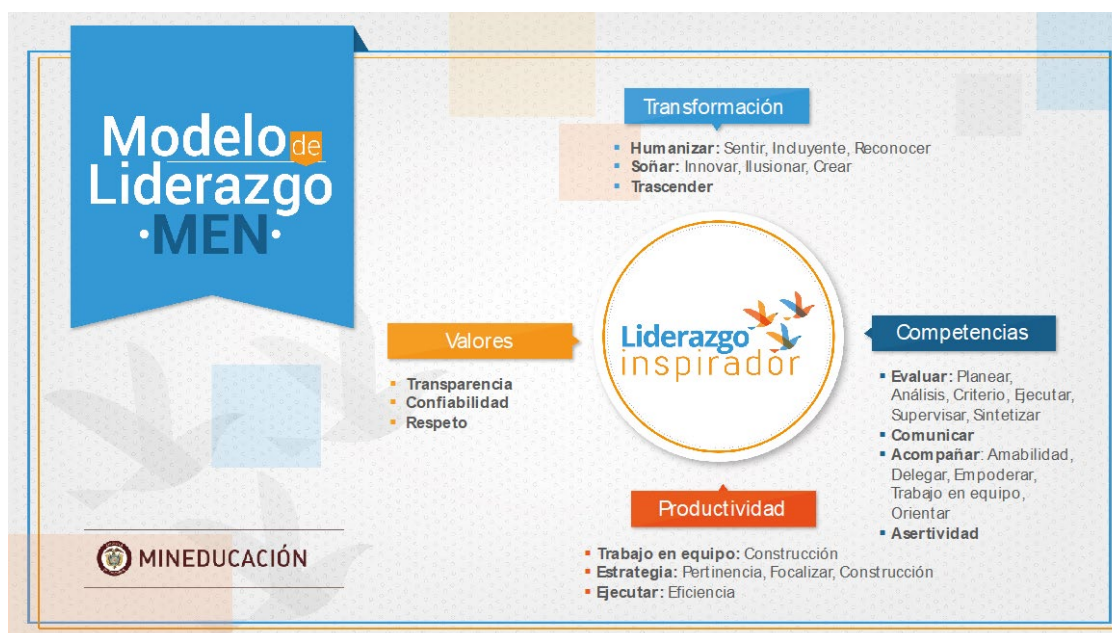 Modelo de
Liderazgo
•MEN•
Transformación
Humanizar: Sentir, Incluyente, Reconocer
Soñar: Innovar, Ilusionar, Crear
Trascender
Valores
Transparencia
Confiabilidad
Respeto
Liderazgo
inspirador
Competencias
Evaluar: Planear,
Análisis, Criterio, Ejecutar,
Supervisar, Sintetizar
Comunicar
Acompañar: Amabilidad,
Delegar, Empoderar,
Trabajo en equipo,
Orientar
Asertividad
Productividad
Trabajo en equipo: Construcción
Estrategia: Pertinencia, Focalizar, Construcción
Ejecutar: Eficiencia
MINEDUCACIÓN